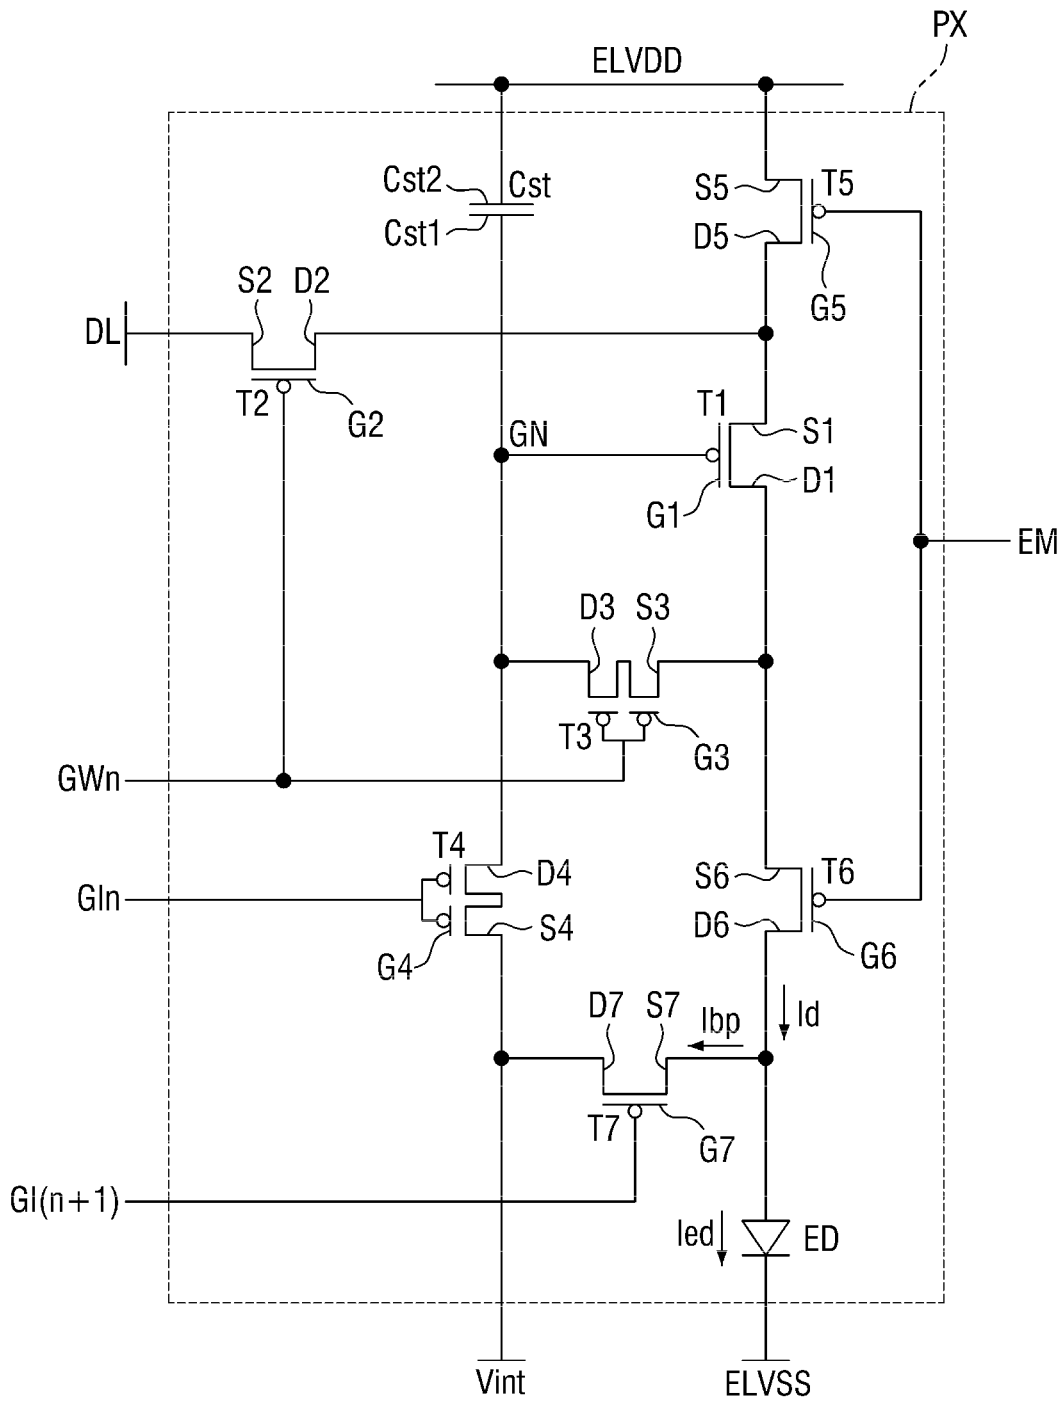 PX
ELVDD
Cst2
Cst
Cst1
S5
T5
D5
G5
S2
D2
DL
T2
G2
GN
T1
S1
D1
G1
EM
D3
S3
T3
G3
GWn
T4
D4
GIn
S4
G4
S6
T6
D6
G6
D7
S7
Ibp
Id
T7
G7
GI(n+1)
Ied
ED
Vint
ELVSS